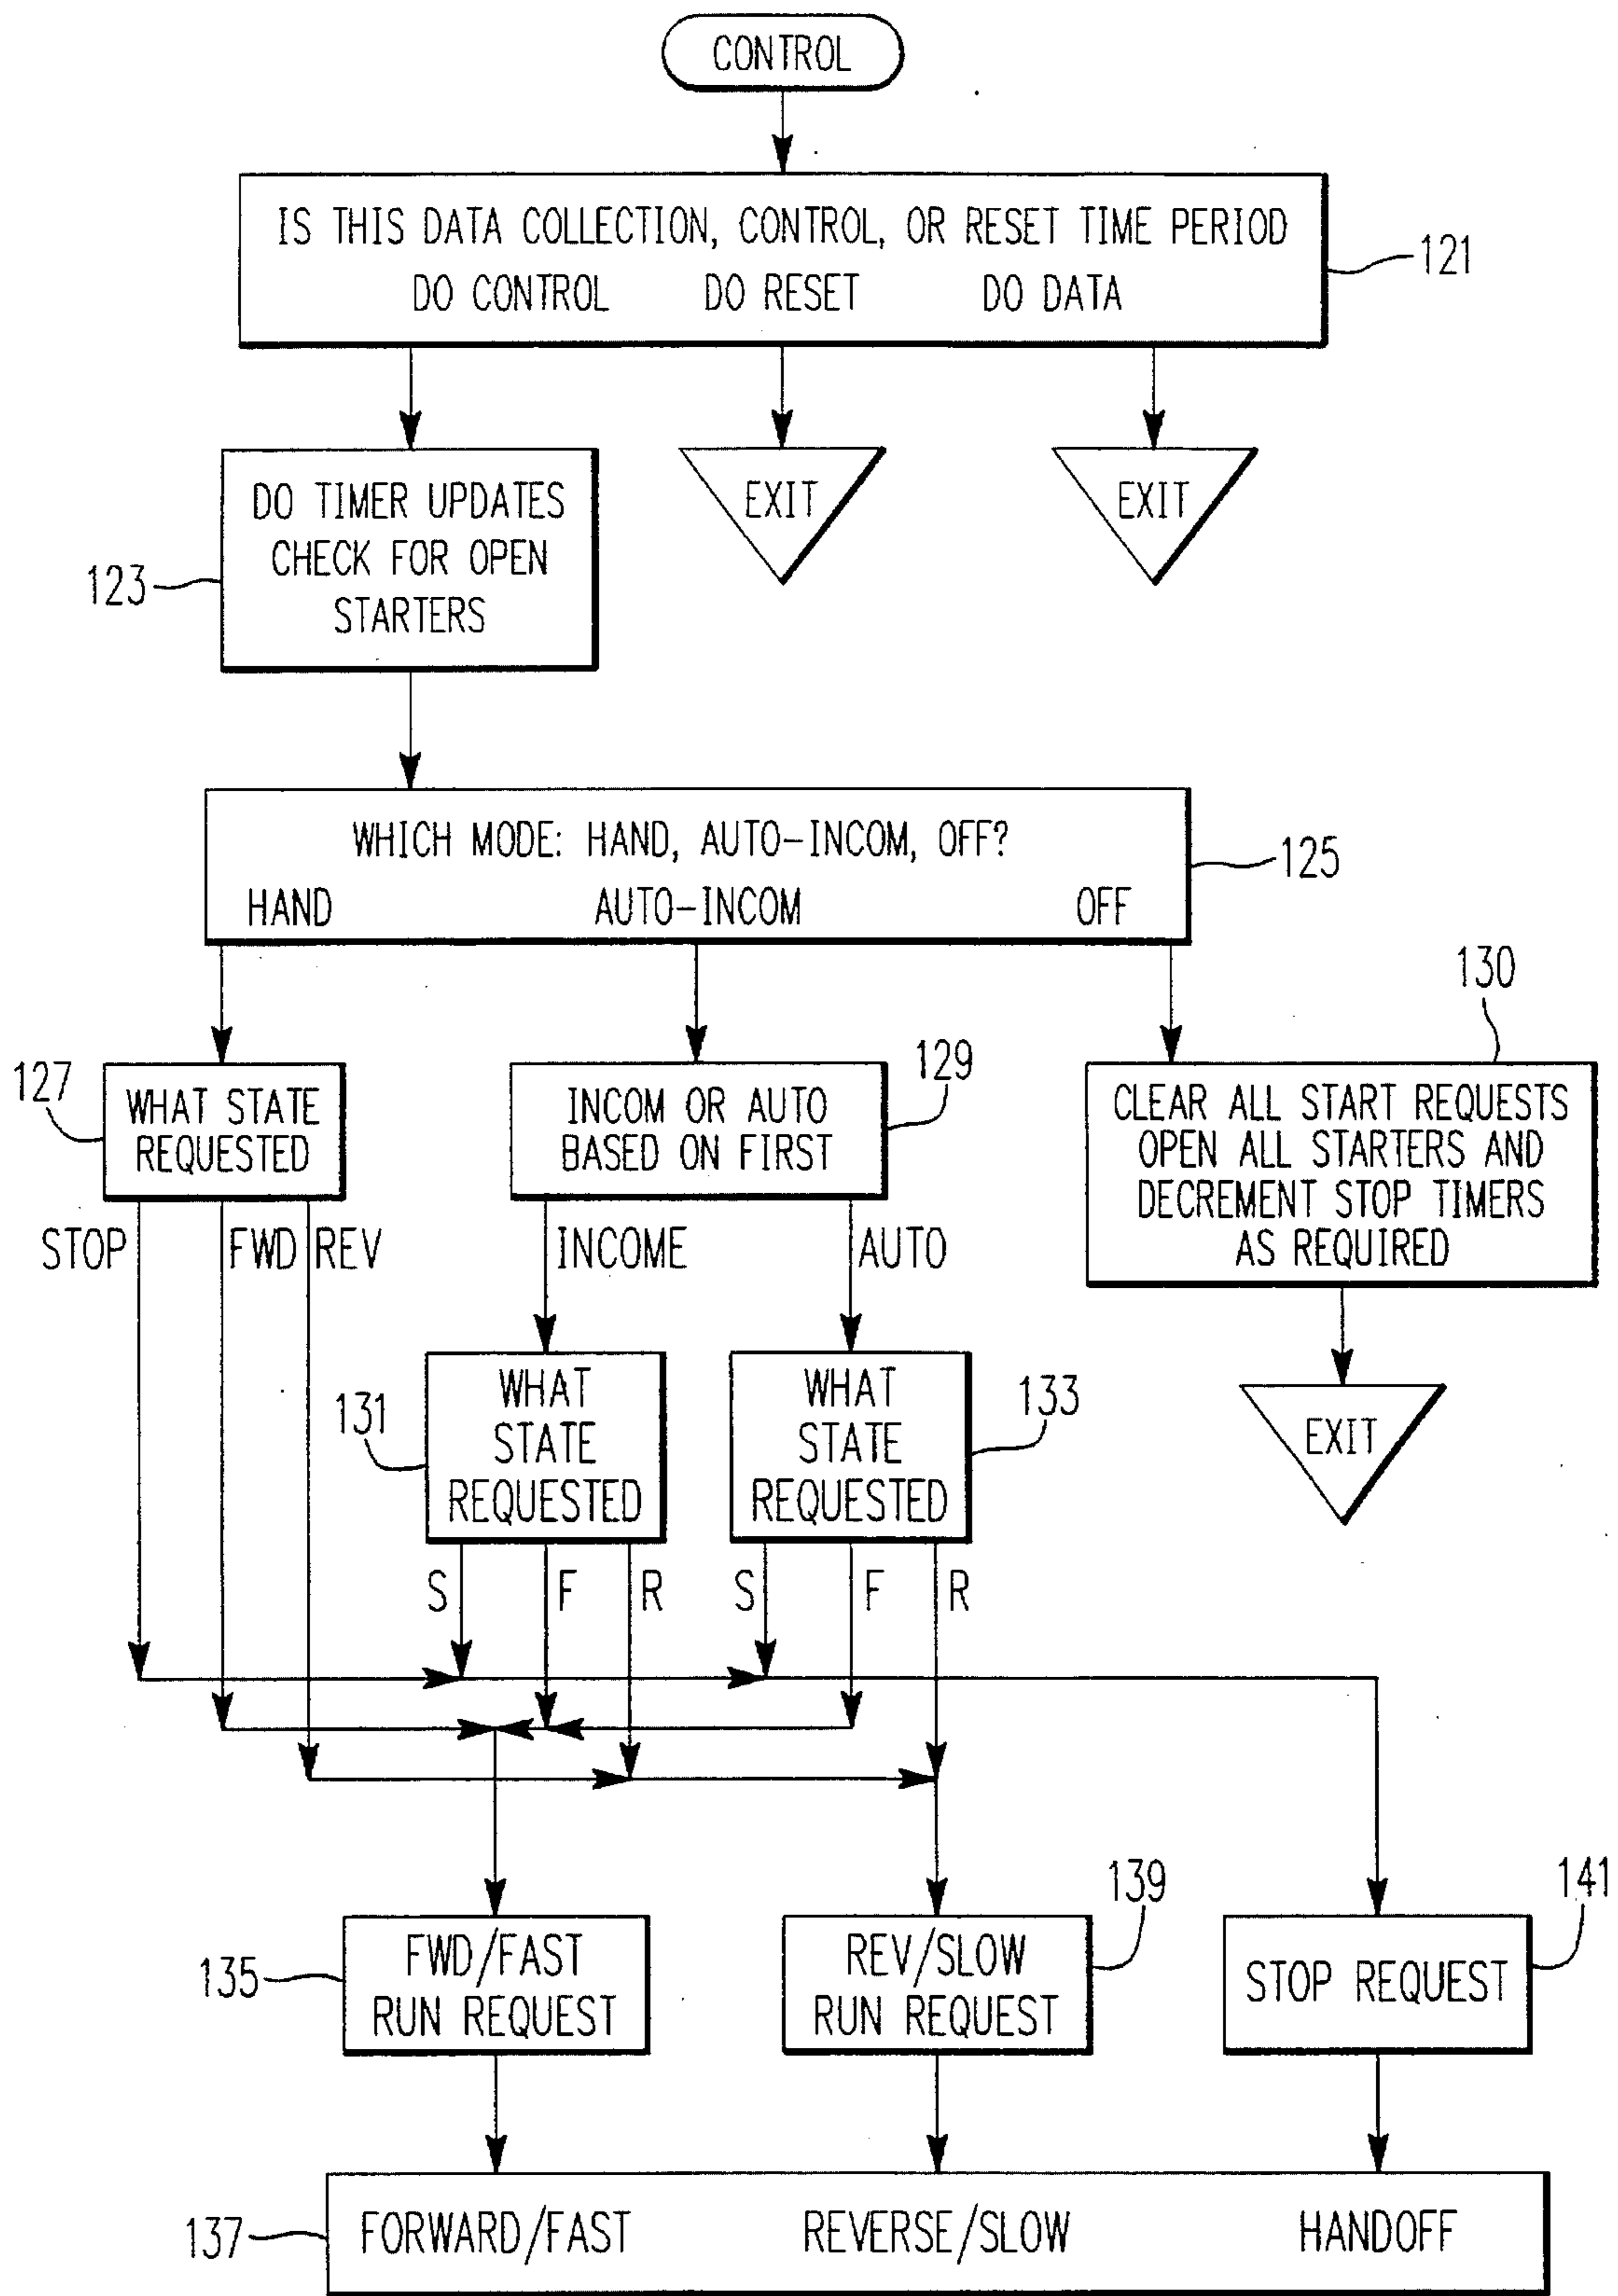 CONTROL
IS THIS DATA COLLECTION, CONTROL, OR RESET TIME PERIOD
DO CONTROL DO RESET DO DATA
121
DO TIMER UPDATES
CHECK FOR OPEN
STARTERS
123
EXIT
EXIT
WHICH MODE: HAND, AUTO-INCOM, OFF?
HAND AUTO-INCOM OFF
125
127
WHAT STATE
REQUESTED
129
INCOM OR AUTO
BASED ON FIRST
130
CLEAR ALL START REQUESTS
OPEN ALL STARTERS AND
DECREMENT STOP TIMERS
AS REQUIRED
STOP FWD REV
INCOME
AUTO
131
WHAT
STATE
REQUESTED
133
WHAT
STATE
REQUESTED
EXIT
S F R
S F R
135
FWD/FAST
RUN REQUEST
139
REV/SLOW
RUN REQUEST
141
STOP REQUEST
137
FORWARD/FAST REVERSE/SLOW HANDOFF